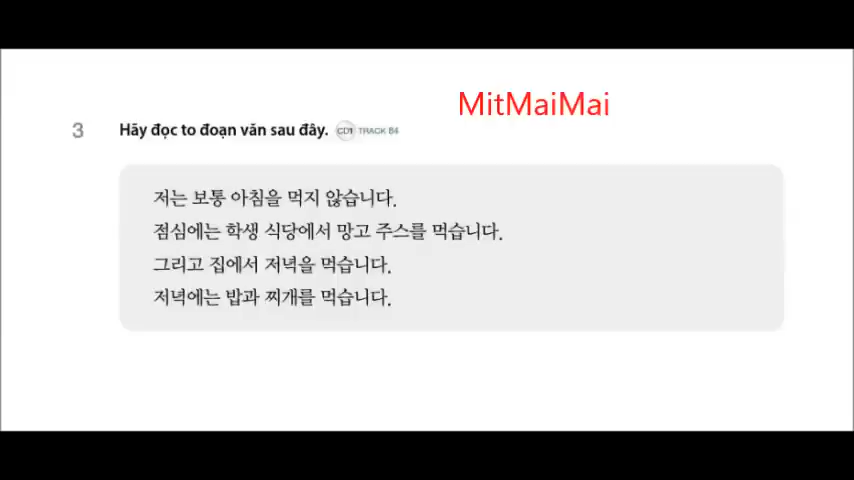 MitMaiMai
3 Hãy đọc to đoạn văn sau đây. CD1 TRACK 84
저는 보통 아침을 먹지 않습니다.
점심에는 학생 식당에서 망고 주스를 먹습니다.
그리고 집에서 저녁을 먹습니다.
저녁에는 밥과 찌개를 먹습니다.